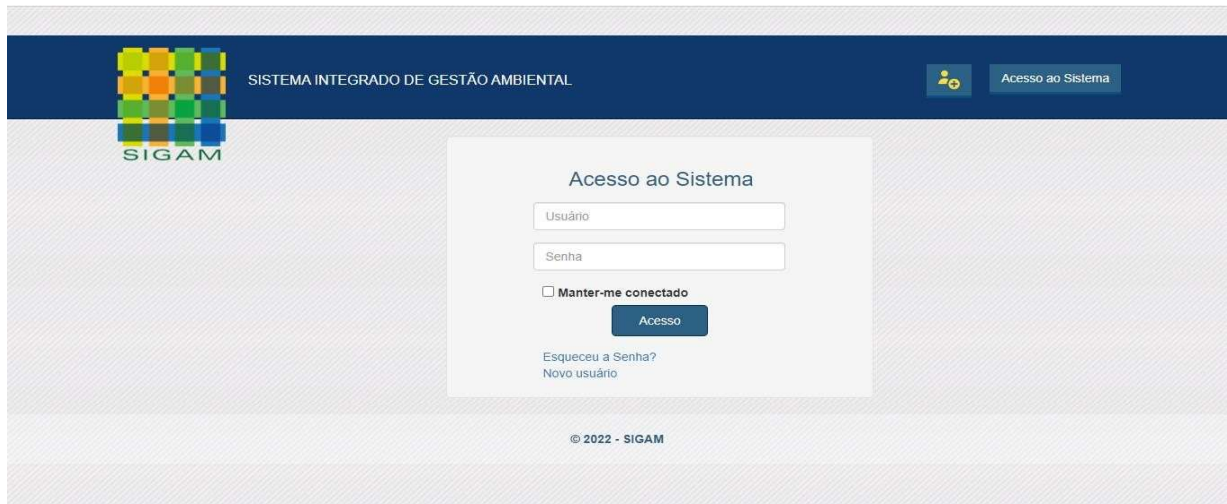 SISTEMA INTEGRADO DE GESTÃO AMBIENTAL
Acesso ao Sistema
SIGAM
Acesso ao Sistema
Usuário
Senha
Manter-me conectado
Acesso
Esqueceu a Senha?
Novo usuário
© 2022 - SIGAM